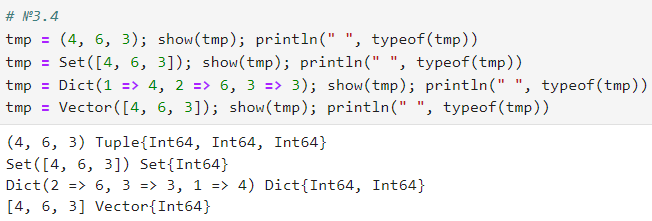 # №3.4
tmp = (4, 6, 3); show(tmp); println(" ", typeof(tmp))
tmp = Set([4, 6, 3]); show(tmp); println(" ", typeof(tmp))
tmp = Dict(1 => 4, 2 => 6, 3 => 3); show(tmp); println(" ", typeof(tmp))
tmp = Vector([4, 6, 3]); show(tmp); println(" ", typeof(tmp))
(4, 6, 3) Tuple{Int64, Int64, Int64}
Set([4, 6, 3]) Set{Int64}
Dict(2 => 6, 3 => 3, 1 => 4) Dict{Int64, Int64}
[4, 6, 3] Vector{Int64}